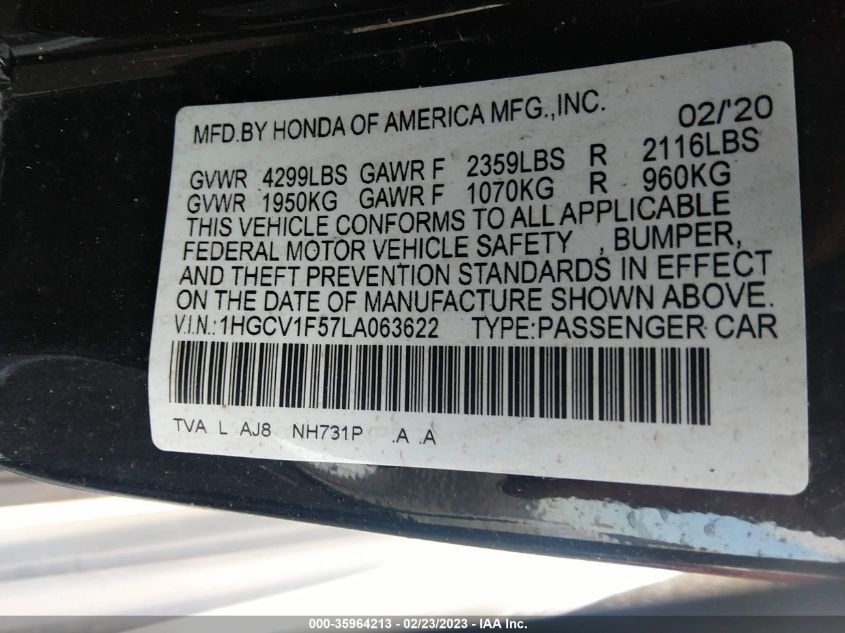 MFD.BY HONDA OF AMERICA MFG.,INC. 02/'20
GVWR 4299LBS GAWR F 2359LBS R 2116LBS
GVWR 1950KG GAWR F 1070KG R 960KG
THIS VEHICLE CONFORMS TO ALL APPLICABLE
FEDERAL MOTOR VEHICLE SAFETY , BUMPER,
AND THEFT PREVENTION STANDARDS IN EFFECT
ON THE DATE OF MANUFACTURE SHOWN ABOVE.
V.I.N.:1HGCV1F57LA063622 TYPE:PASSENGER CAR
TVA L AJ8 NH731P .A .A
000-35964213 - 02/23/2023 - © IAA Inc.